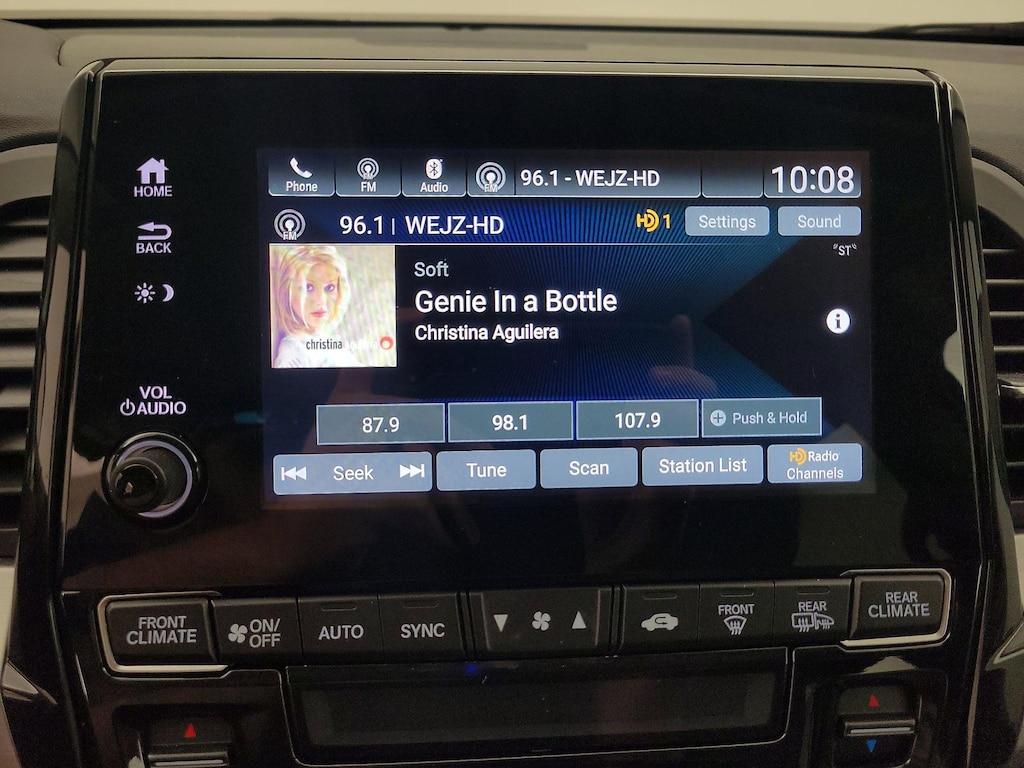 HOME
BACK
VOL
AUDIO
Phone
FM
Audio
FM
96.1 - WEJZ-HD
10:08
FM
96.1| WEJZ-HD
HD 1
Settings
Sound
"ST"
christina
Soft
Genie In a Bottle
Christina Aguilera
i
87.9
98.1
107.9
Push & Hold
Seek
Tune
Scan
Station List
HD Radio
Channels
FRONT
CLIMATE
ON/
OFF
AUTO
SYNC
FRONT
REAR
REAR
CLIMATE